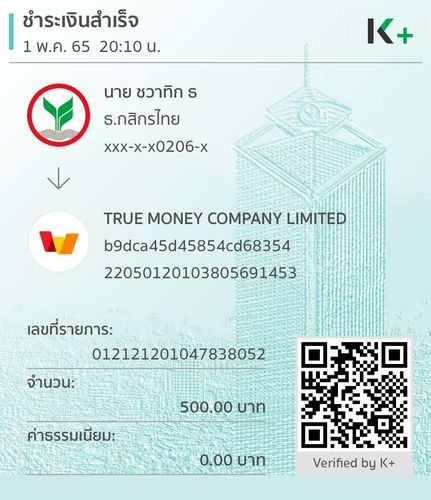 ชำระเงินสำเร็จ
1 พ.ค. 65 20:10 น.
K+
นาย ชวาทิก ธ
ธ.กสิกรไทย
xxx-x-x0206-x
TRUE MONEY COMPANY LIMITED
b9dca45d45854cd68354
22050120103805691453
เลขที่รายการ:
012121201047838052
จำนวน:
500.00 บาท
ค่าธรรมเนียม:
0.00 บาท
Verified by K+